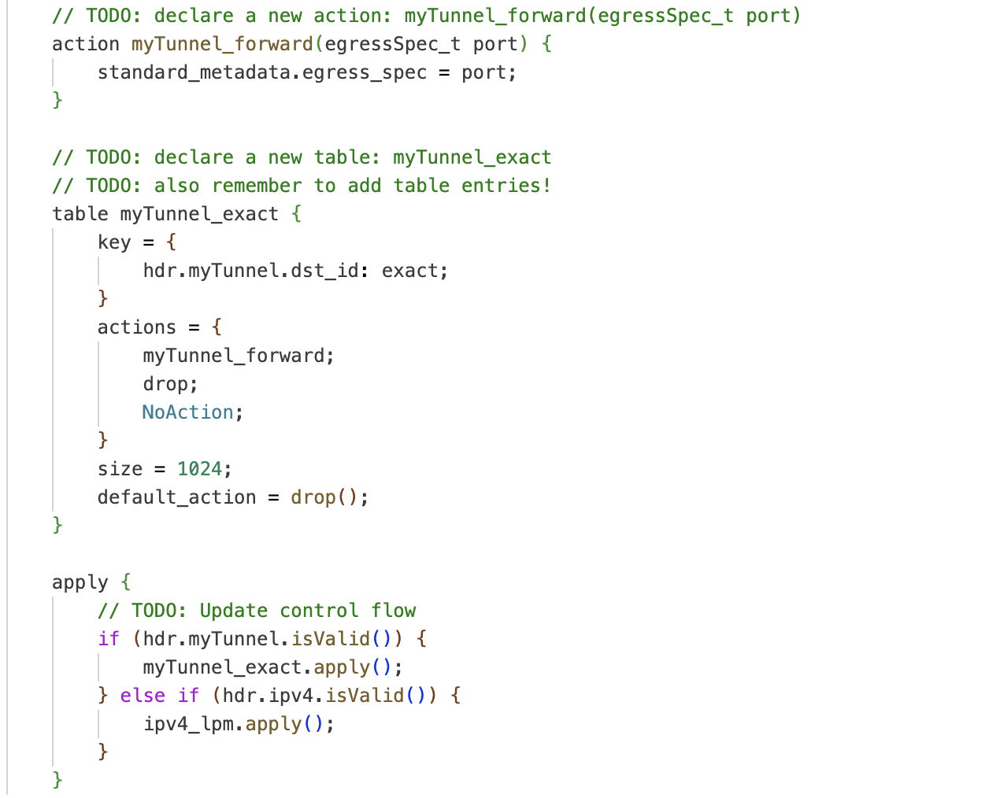 // TODO: declare a new action: myTunnel_forward(egressSpec_t port)
action myTunnel_forward(egressSpec_t port) {
    standard_metadata.egress_spec = port;
}

// TODO: declare a new table: myTunnel_exact
// TODO: also remember to add table entries!
table myTunnel_exact {
    key = {
        hdr.myTunnel.dst_id: exact;
    }
    actions = {
        myTunnel_forward;
        drop;
        NoAction;
    }
    size = 1024;
    default_action = drop();
}

apply {
    // TODO: Update control flow
    if (hdr.myTunnel.isValid()) {
        myTunnel_exact.apply();
    } else if (hdr.ipv4.isValid()) {
        ipv4_lpm.apply();
    }
}